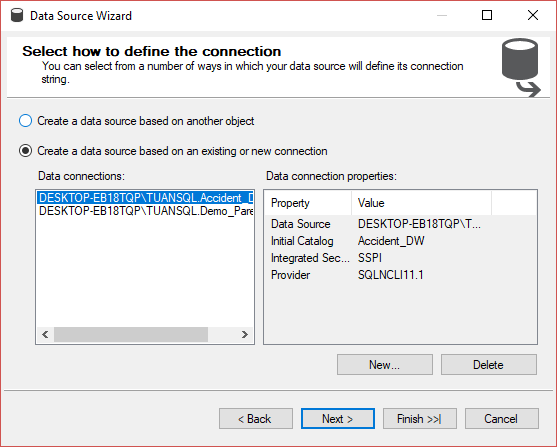 Data Source Wizard
Select how to define the connection
You can select from a number of ways in which your data source will define its connection
string.
Create a data source based on another object
Create a data source based on an existing or new connection
Data connections:
DESKTOP-EB18TQP\TUANSQL.Accident_D
DESKTOP-EB18TQP\TUANSQL.Demo_Pare
Data connection properties:
Property Value
Data Source DESKTOP-EB18TQP\T...
Initial Catalog Accident_DW
Integrated Sec... SSPI
Provider SQLNCLI11.1
New... Delete
< Back Next > Finish >>| Cancel